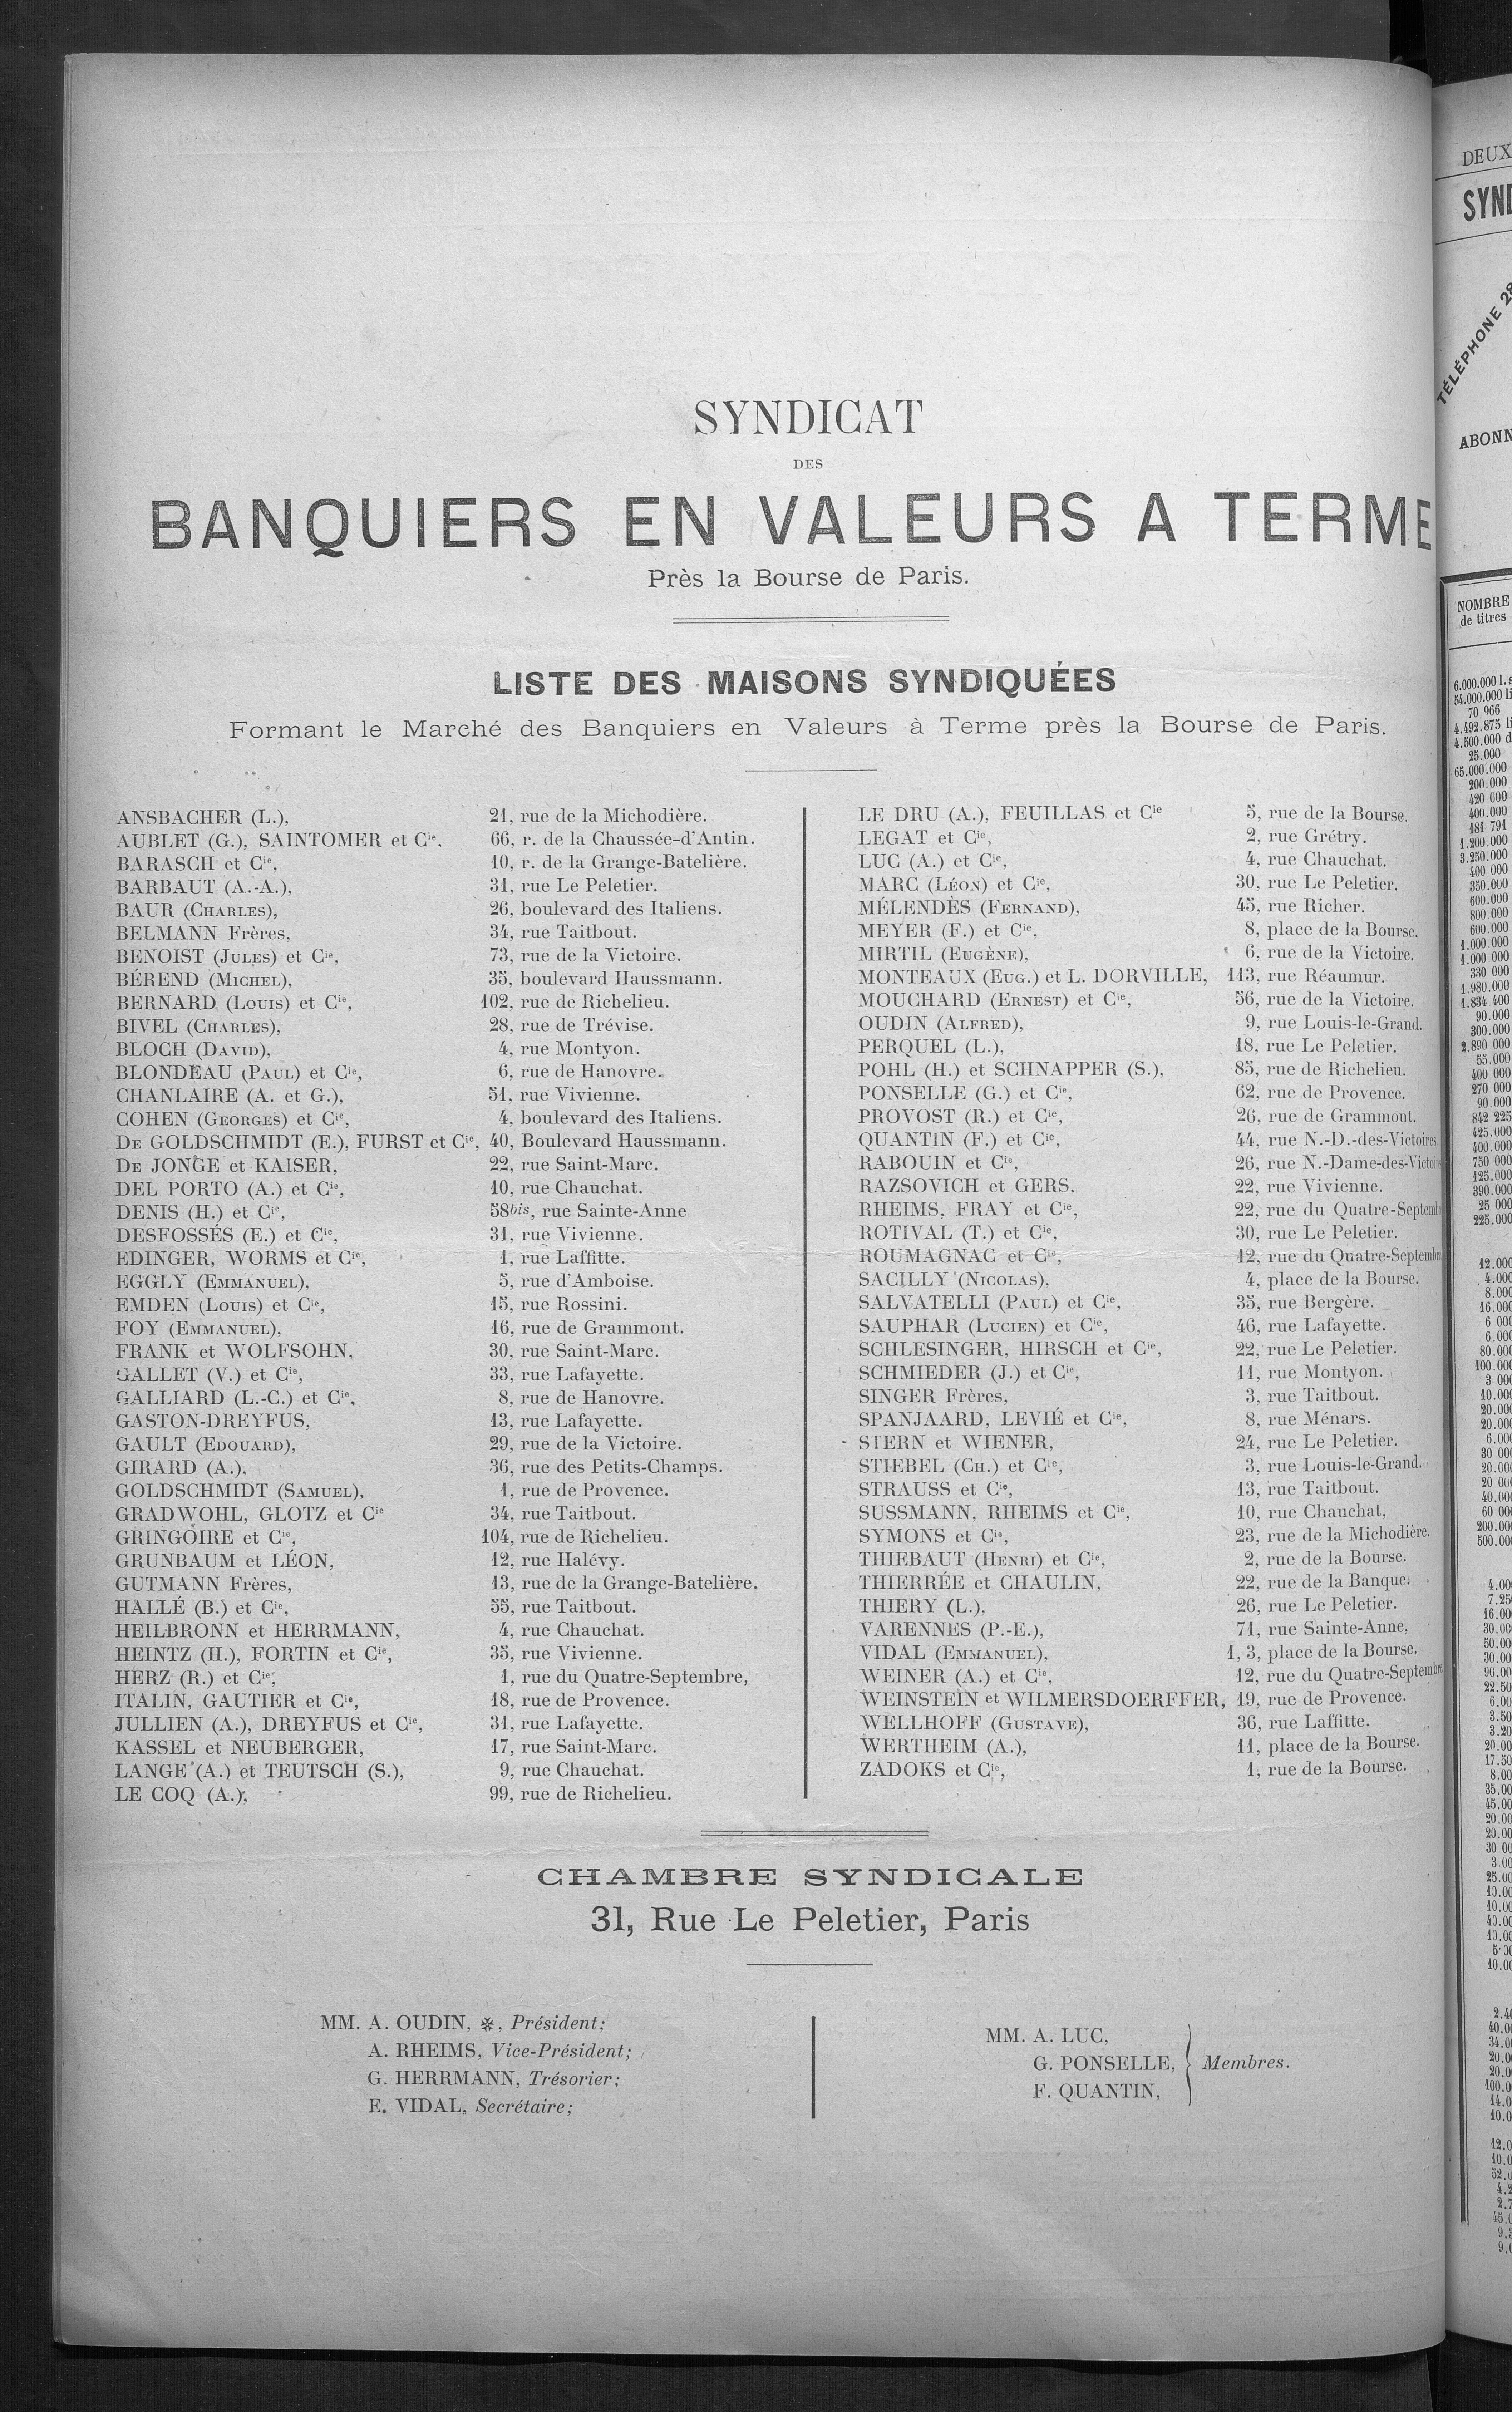 SYNDICAT
DES
BANQUIERS EN VALEURS A TERME
Près la Bourse de Paris.
LISTE DES MAISONS SYNDIQUÉES
Formant le Marché des Banquiers en Valeurs à Terme près la Bourse de Paris.
ANSBACHER (L.), 21, rue de la Michodière.
AUBLET (G.), SAINTOMER et Cie. 66, r. de la Chaussée-d'Antin.
BARASCH et Cie, 10, r. de la Grange-Batelière.
BARBAUT (A.-A.), 31, rue Le Peletier.
BAUR (CHARLES), 26, boulevard des Italiens.
BELMANN Frères, 34, rue Taitbout.
BENOIST (JULES) et Cie, 73, rue de la Victoire.
BÉREND (MICHEL), 35, boulevard Haussmann.
BERNARD (LOUIS) et Cie, 102, rue de Richelieu.
BIVEL (CHARLES), 28, rue de Trévise.
BLOCH (DAVID), 4, rue Montyon.
BLONDEAU (PAUL) et Cie, 6, rue de Hanovre.
CHANLAIRE (A. et G.), 51, rue Vivienne.
COHEN (GEORGES) et Cie, 4, boulevard des Italiens.
DE GOLDSCHMIDT (E.), FURST et Cie, 40, Boulevard Haussmann.
DE JONGE et KAISER, 22, rue Saint-Marc.
DEL PORTO (A.) et Cie, 10, rue Chauchat.
DENIS (H.) et Cie, 58bis, rue Sainte-Anne
DESFOSSÉS (E.) et Cie, 31, rue Vivienne.
EDINGER, WORMS et Cie, 1, rue Laffitte.
EGGLY (EMMANUEL), 5, rue d'Amboise.
EMDEN (LOUIS) et Cie, 15, rue Rossini.
FOY (EMMANUEL), 16, rue de Grammont.
FRANK et WOLFSOHN, 30, rue Saint-Marc.
GALLET (V.) et Cie, 33, rue Lafayette.
GALLIARD (L.-C.) et Cie, 8, rue de Hanovre.
GASTON-DREYFUS, 13, rue Lafayette.
GAULT (EDOUARD), 29, rue de la Victoire.
GIRARD (A.), 36, rue des Petits-Champs.
GOLDSCHMIDT (SAMUEL), 1, rue de Provence.
GRADWOHL, GLOTZ et Cie 34, rue Taitbout.
GRINGOIRE et Cie, 104, rue de Richelieu.
GRUNBAUM et LÉON, 12, rue Halévy.
GUTMANN Frères, 13, rue de la Grange-Batelière.
HALLÉ (B.) et Cie, 55, rue Taitbout.
HEILBRONN et HERRMANN, 4, rue Chauchat.
HEINTZ (H.), FORTIN et Cie, 35, rue Vivienne.
HERZ (R.) et Cie, 1, rue du Quatre-Septembre,
ITALIN, GAUTIER et Cie, 18, rue de Provence.
JULLIEN (A.), DREYFUS et Cie, 31, rue Lafayette.
KASSEL et NEUBERGER, 17, rue Saint-Marc.
LANGE (A.) et TEUTSCH (S.), 9, rue Chauchat.
LE COQ (A.), 99, rue de Richelieu.
LE DRU (A.), FEUILLAS et Cie 5, rue de la Bourse.
LEGAT et Cie, 2, rue Grétry.
LUC (A.) et Cie, 4, rue Chauchat.
MARC (LÉON) et Cie, 30, rue Le Peletier.
MÉLENDÈS (FERNAND), 45, rue Richer.
MEYER (F.) et Cie, 8, place de la Bourse.
MIRTIL (EUGÈNE), 6, rue de la Victoire.
MONTEAUX (EUG.) et L. DORVILLE, 113, rue Réaumur.
MOUCHARD (ERNEST) et Cie, 56, rue de la Victoire.
OUDIN (ALFRED), 9, rue Louis-le-Grand.
PERQUEL (L.), 18, rue Le Peletier.
POHL (H.) et SCHNAPPER (S.), 85, rue de Richelieu.
PONSELLE (G.) et Cie, 62, rue de Provence.
PROVOST (R.) et Cie, 26, rue de Grammont.
QUANTIN (F.) et Cie, 44, rue N.-D.-des-Victoires.
RABOUIN et Cie, 26, rue N.-Dame-des-Victoire
RAZSOVICH et GERS, 22, rue Vivienne.
RHEIMS, FRAY et Cie, 22, rue du Quatre-Septemb
ROTIVAL (T.) et Cie, 30, rue Le Peletier.
ROUMAGNAC et Cie, 12, rue du Quatre-Septemb
SACILLY (NICOLAS), 4, place de la Bourse.
SALVATELLI (PAUL) et Cie, 35, rue Bergère.
SAUPHAR (LUCIEN) et Cie, 46, rue Lafayette.
SCHLESINGER, HIRSCH et Cie, 22, rue Le Peletier.
SCHMIEDER (J.) et Cie, 11, rue Montyon.
SINGER Frères, 3, rue Taitbout.
SPANJAARD, LEVIÉ et Cie, 8, rue Ménars.
STERN et WIENER, 24, rue Le Peletier.
STIEBEL (CH.) et Cie, 3, rue Louis-le-Grand.
STRAUSS et Cie, 13, rue Taitbout.
SUSSMANN, RHEIMS et Cie, 10, rue Chauchat,
SYMONS et Cie, 23, rue de la Michodière.
THIEBAUT (HENRI) et Cie, 2, rue de la Bourse.
THIERRÉE et CHAULIN, 22, rue de la Banque.
THIERY (L.), 26, rue Le Peletier.
VARENNES (P.-E.), 71, rue Sainte-Anne,
VIDAL (EMMANUEL), 1, 3, place de la Bourse.
WEINER (A.) et Cie, 12, rue du Quatre-Septembre
WEINSTEIN et WILMERSDOERFFER, 19, rue de Provence.
WELLHOFF (GUSTAVE), 36, rue Laffitte.
WERTHEIM (A.), 11, place de la Bourse.
ZADOKS et Cie, 1, rue de la Bourse.
CHAMBRE SYNDICALE
31, Rue Le Peletier, Paris
MM. A. OUDIN, ✻, Président;
A. RHEIMS, Vice-Président;
G. HERRMANN, Trésorier;
E. VIDAL, Secrétaire;
MM. A. LUC,
G. PONSELLE, Membres.
F. QUANTIN,
DEUX
SYND
TÉLÉPHONE 28
ABONN
NOMBRE
de titres